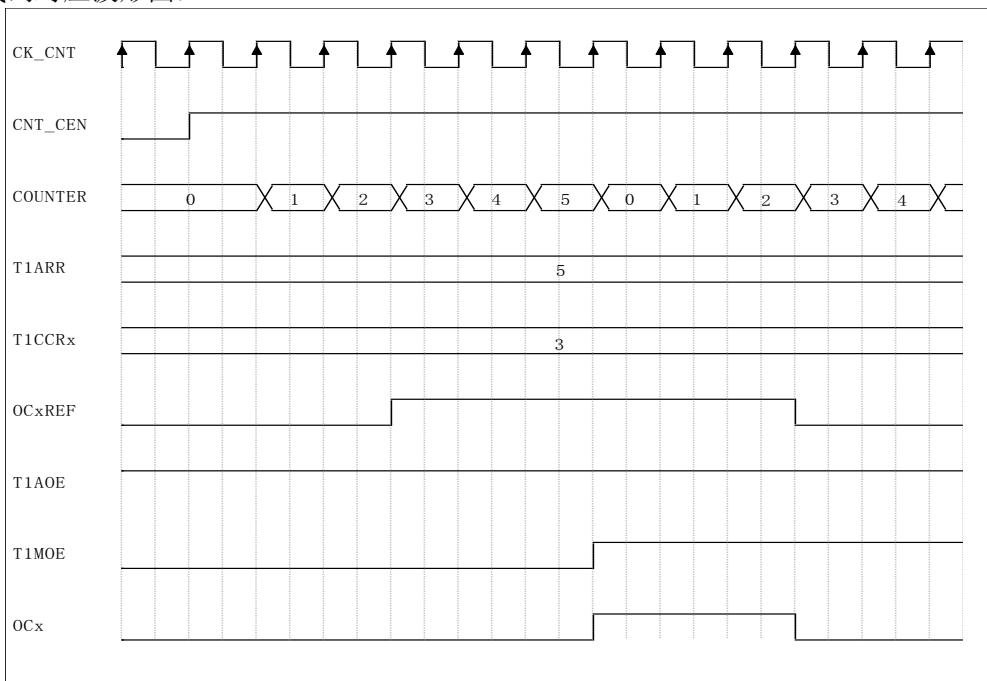 CK_CNT
CNT_CEN
COUNTER 0 1 2 3 4 5 0 1 2 3 4
T1ARR 5
T1CCRx 3
OCxREF
T1AOE
T1MOE
OCx